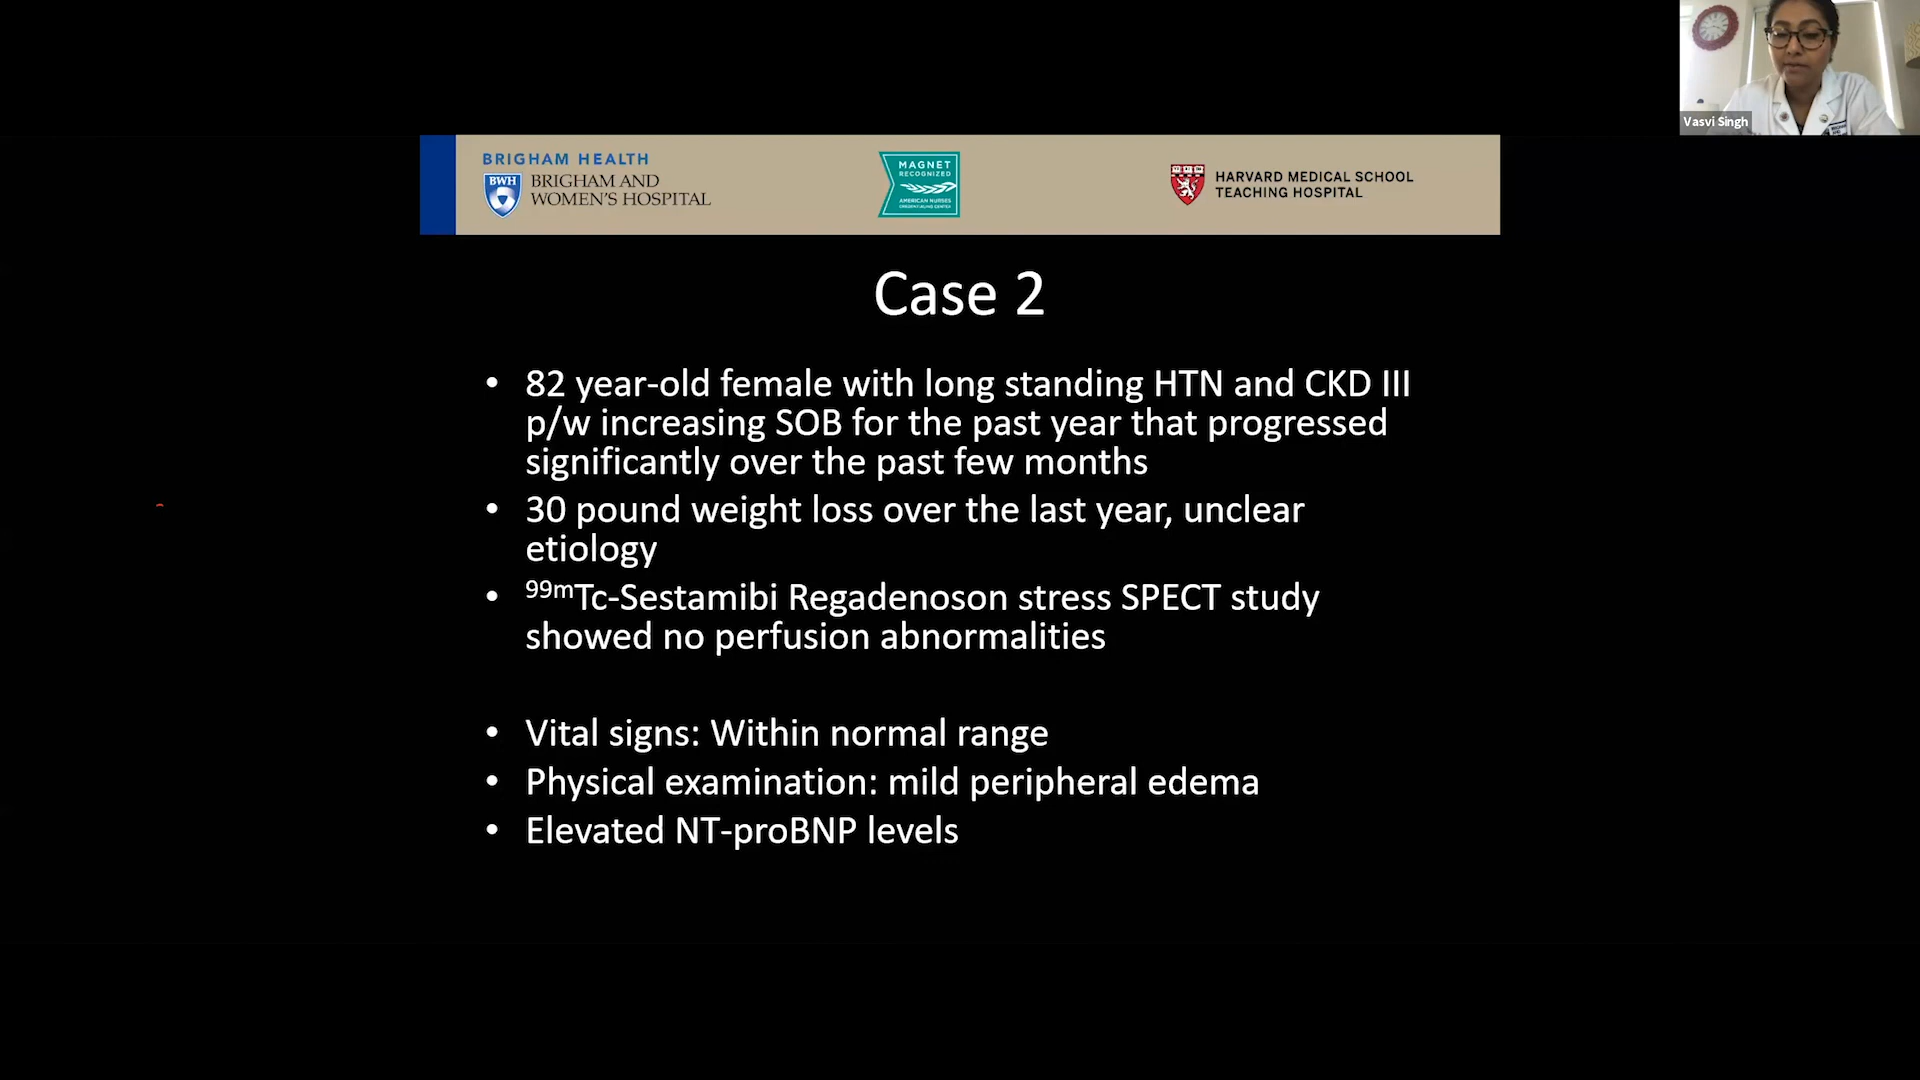 Vasvi Singh
BRIGHAM HEALTH
BWH
BRIGHAM AND
WOMEN'S HOSPITAL
MAGNET
RECOGNIZED
AMERICAN NURSES
CREDENTIALING CENTER
HARVARD MEDICAL SCHOOL
TEACHING HOSPITAL
Case 2
• 82 year-old female with long standing HTN and CKD III
p/w increasing SOB for the past year that progressed
significantly over the past few months
• 30 pound weight loss over the last year, unclear
etiology
• ⁹⁹ᵐTc-Sestamibi Regadenoson stress SPECT study
showed no perfusion abnormalities
• Vital signs: Within normal range
• Physical examination: mild peripheral edema
• Elevated NT-proBNP levels